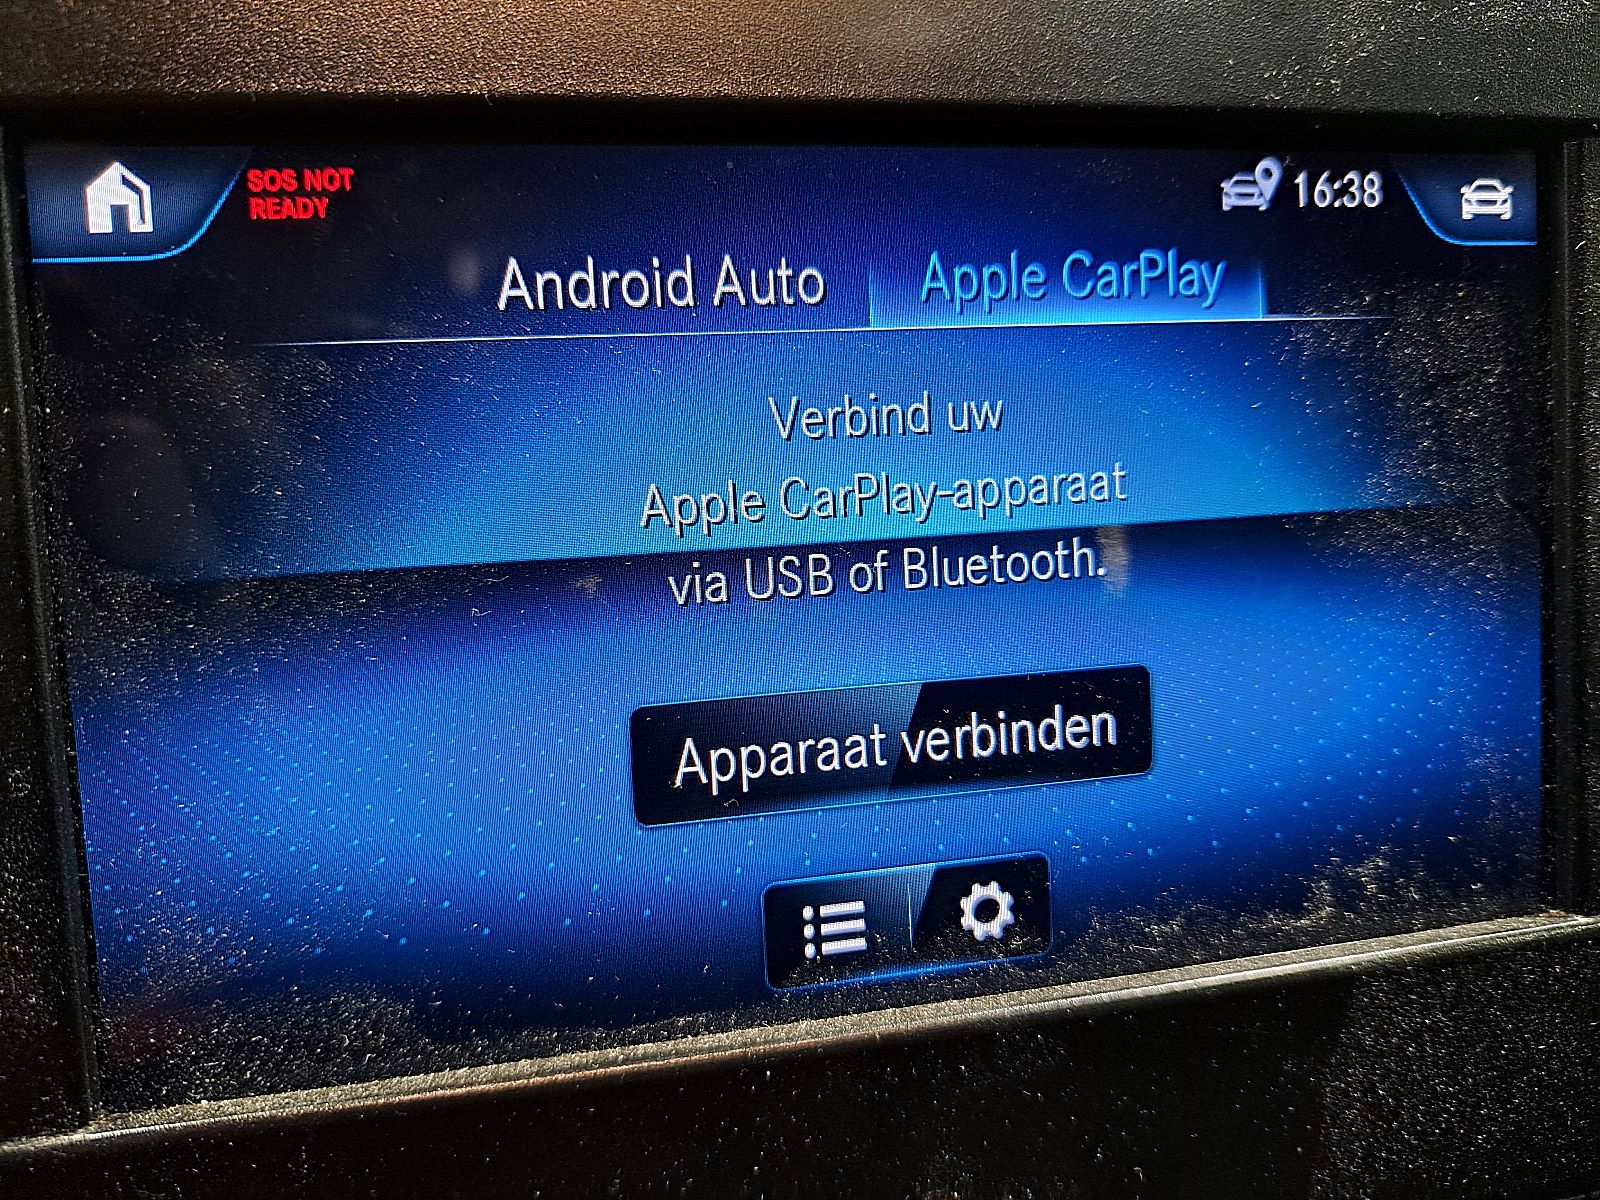 SOS NOT
READY
16:38
Android Auto
Apple CarPlay
Verbind uw
Apple CarPlay-apparaat
via USB of Bluetooth.
Apparaat verbinden